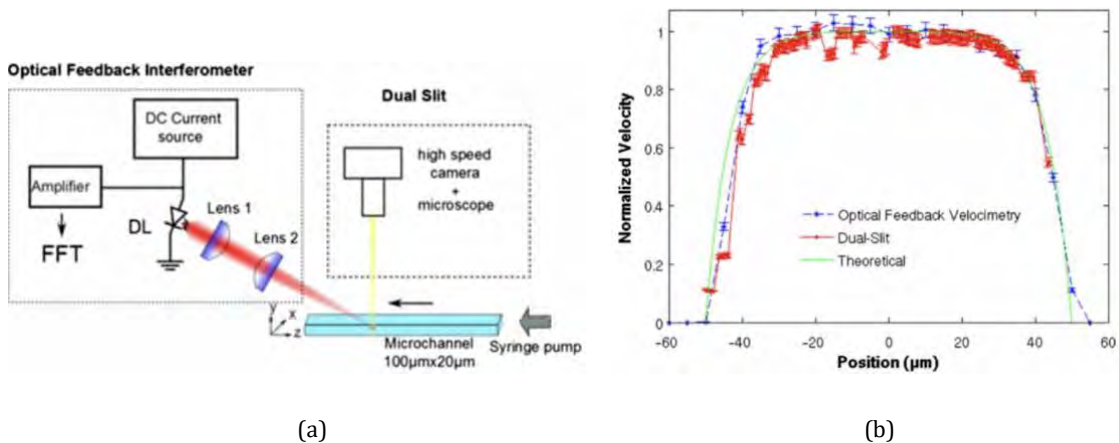 Optical Feedback Interferometer
DC Current
source
Amplifier
FFT
DL
Lens 1
Lens 2
Dual Slit
high speed
camera
+
microscope
y
x
z
Microchannel
100µmx20µm
Syringe pump
(a)
Normalized Velocity
1
0.8
0.6
0.4
0.2
0
Optical Feedback Velocimetry
Dual-Slit
Theoretical
−60
−40
−20
0
20
40
60
Position (µm)
(b)